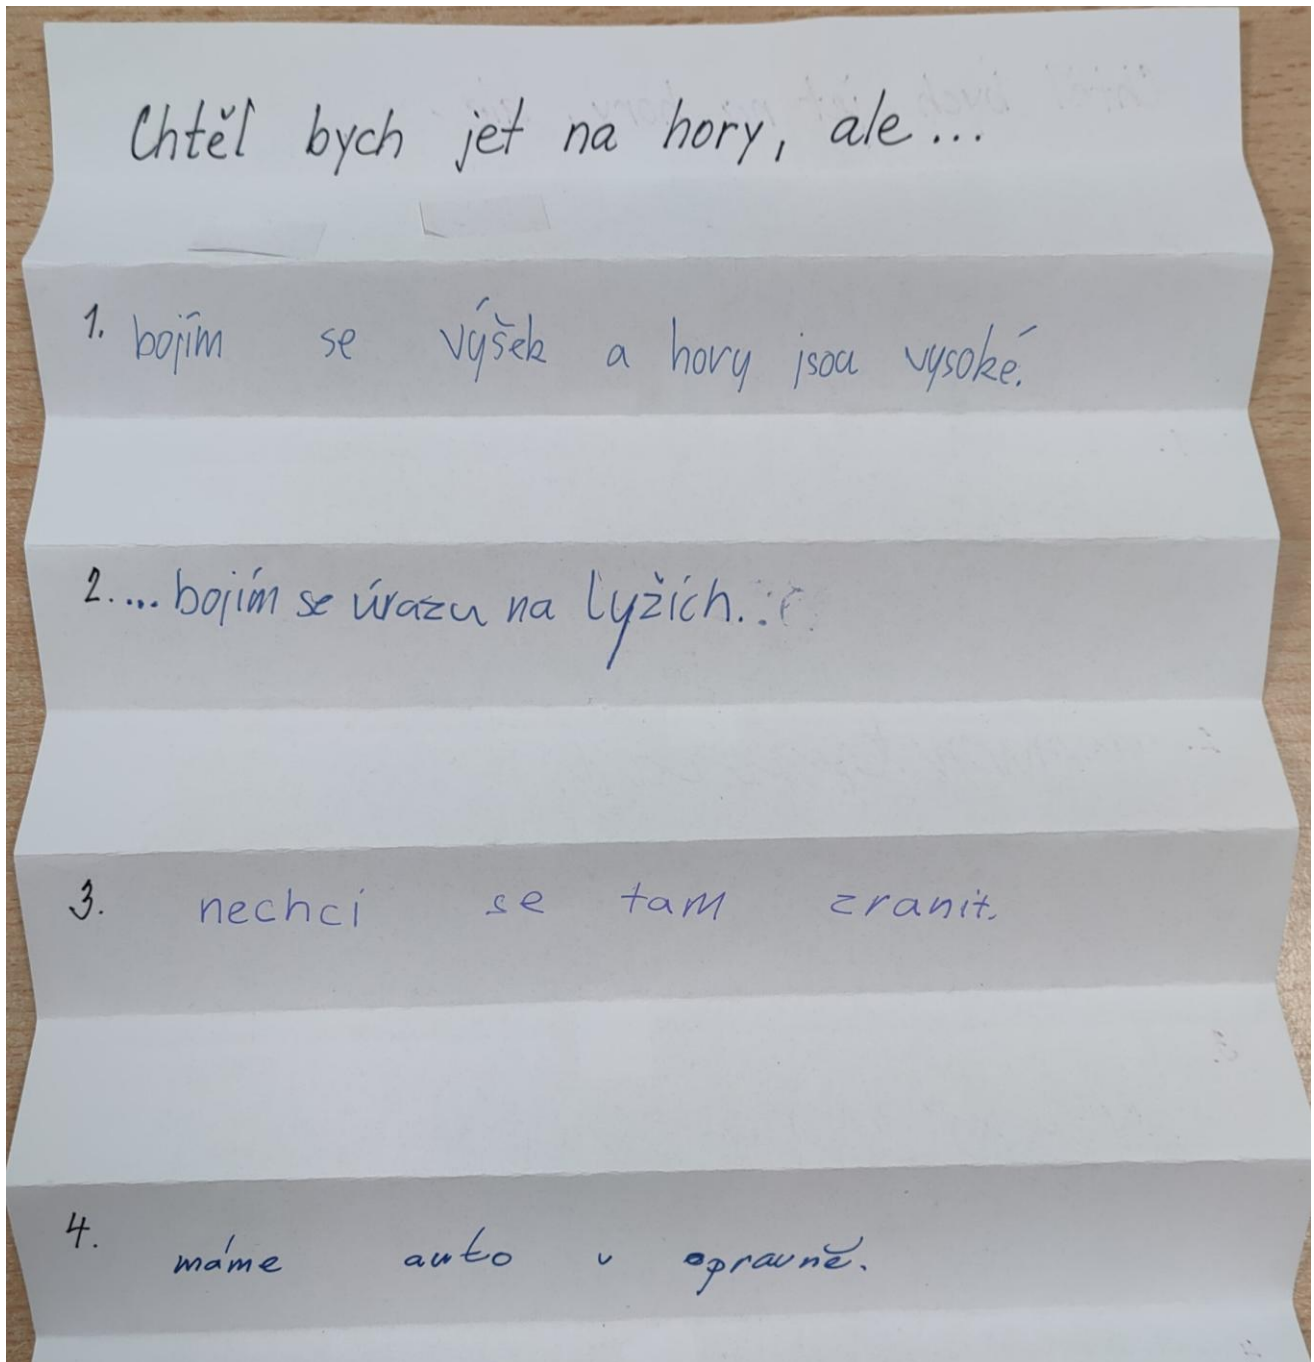 Chtěl bych jet na hory, ale...
1. bojím se výšek a hory jsou vysoké.
2. ... bojím se úrazu na lyžích...
3. nechci se tam zranit.
4. máme auto v opravně.